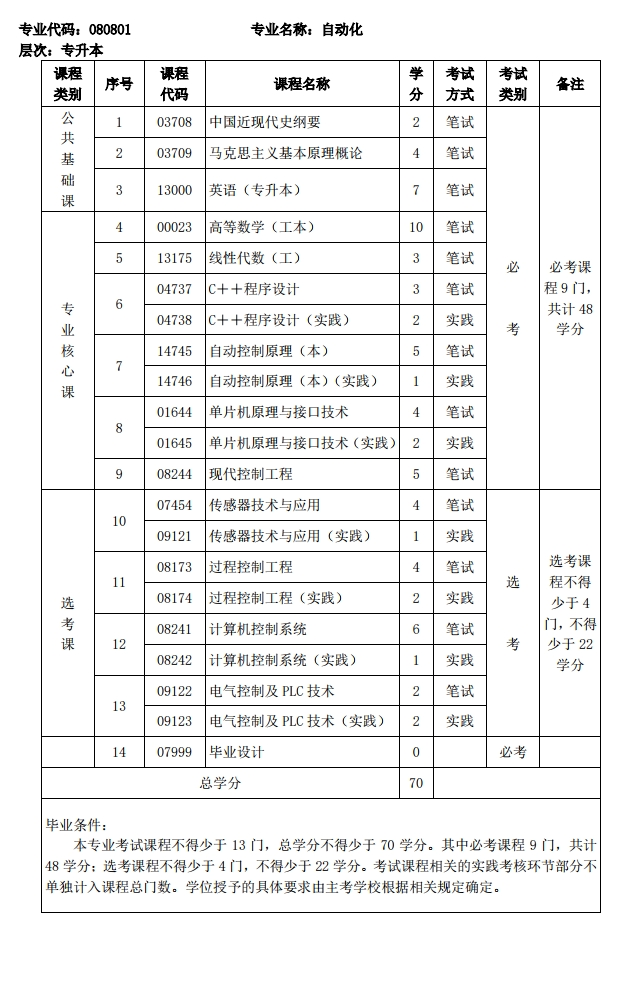 专业代码：080801 专业名称：自动化
层次：专升本
课程类别 序号 课程代码 课程名称 学分 考试方式 考试类别 备注
公共基础课 1 03708 中国近现代史纲要 2 笔试 必考 必考课程9门，共计48学分
2 03709 马克思主义基本原理概论 4 笔试
3 13000 英语（专升本） 7 笔试
专业核心课 4 00023 高等数学（工本） 10 笔试
5 13175 线性代数（工） 3 笔试
6 04737 C＋＋程序设计 3 笔试
04738 C＋＋程序设计（实践） 2 实践
7 14745 自动控制原理（本） 5 笔试
14746 自动控制原理（本）（实践） 1 实践
8 01644 单片机原理与接口技术 4 笔试
01645 单片机原理与接口技术（实践） 2 实践
9 08244 现代控制工程 5 笔试
选考课 10 07454 传感器技术与应用 4 笔试 选考 选考课程不得少于4门，不得少于22学分
09121 传感器技术与应用（实践） 1 实践
11 08173 过程控制工程 4 笔试
08174 过程控制工程（实践） 2 实践
12 08241 计算机控制系统 6 笔试
08242 计算机控制系统（实践） 1 实践
13 09122 电气控制及PLC技术 2 笔试
09123 电气控制及PLC技术（实践） 2 实践
14 07999 毕业设计 0 必考
总学分 70
毕业条件：
本专业考试课程不得少于13门，总学分不得少于70学分。其中必考课程9门，共计
48学分；选考课程不得少于4门，不得少于22学分。考试课程相关的实践考核环节部分不
单独计入课程总门数。学位授予的具体要求由主考学校根据相关规定确定。